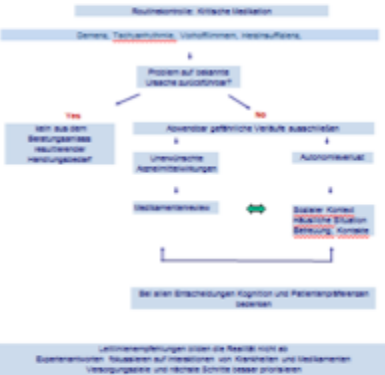 Routinekontrolle: Kritische Medikation
Demenz, Tachyarrhythmie, Vorhofflimmern, Herzinsuffizienz,
Problem auf bekannte
Ursache zurückführbar?
Yes
No
kein aus dem
Beratungsanlass
resultierender
Handlungsbedarf
Abwendbar gefährliche Verläufe ausschließen
Unerwünschte
Arzneimittelwirkungen
Autonomieverlust
Medikamentenreview
Sozialer Kontext
Häusliche Situation
Betreuung Kontakte
Bei allen Entscheidungen Kognition und Patientenpräferenzen
bedenken
Leitlinienempfehlungen bilden die Realität nicht ab
Expertenantworten fokussieren auf Interaktionen von Krankheiten und Medikamenten
Versorgungsziele und nächste Schritte besser priorisieren